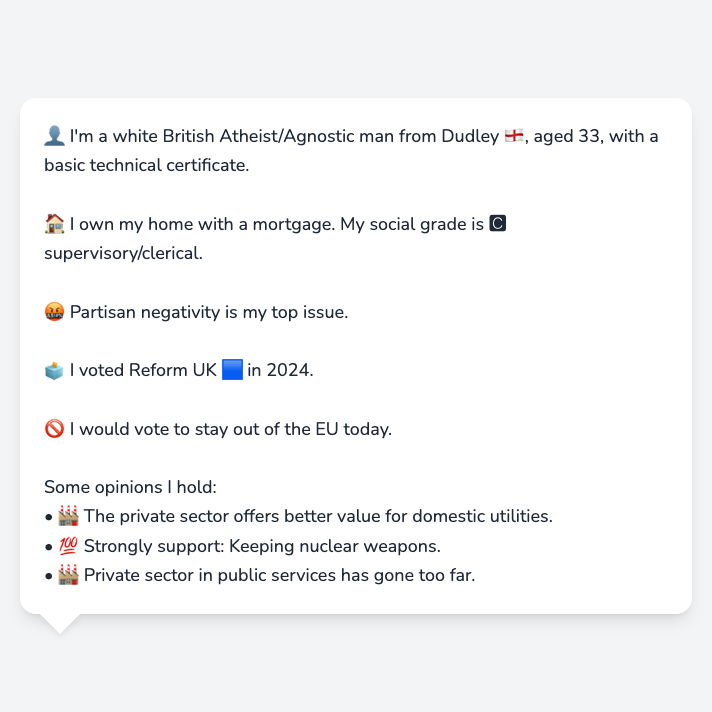 👤 I'm a white British Atheist/Agnostic man from Dudley 🏴󠁧󠁢󠁥󠁮󠁧󠁿, aged 33, with a
basic technical certificate.
🏠 I own my home with a mortgage. My social grade is 🅲
supervisory/clerical.
🤬 Partisan negativity is my top issue.
🗳️ I voted Reform UK 🟦 in 2024.
🚫 I would vote to stay out of the EU today.
Some opinions I hold:
• 🏭 The private sector offers better value for domestic utilities.
• 💯 Strongly support: Keeping nuclear weapons.
• 🏭 Private sector in public services has gone too far.